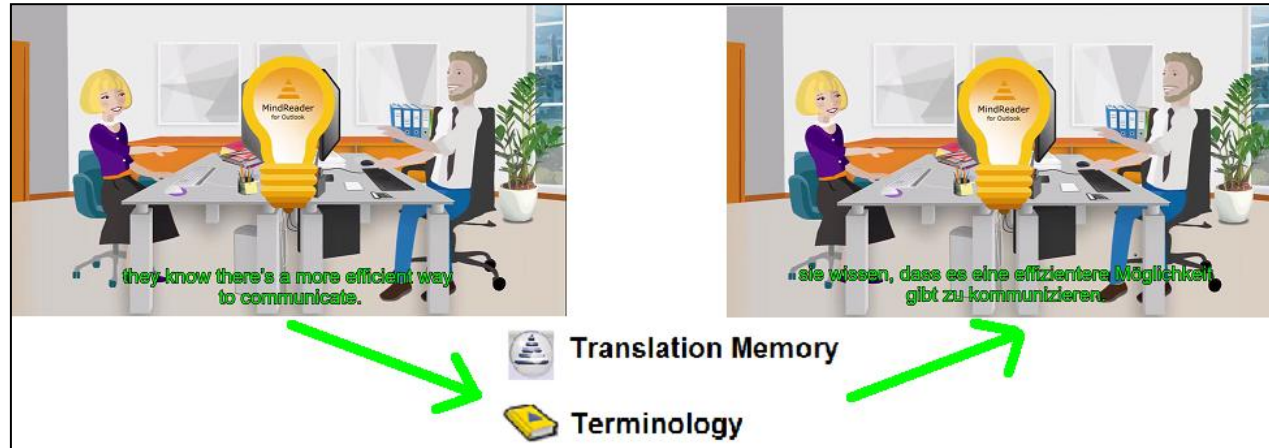 MindReader
for Outlook
they know there's a more efficient way
to communicate.
MindReader
for Outlook
sie wissen, dass es eine effizientere Möglichkeit
gibt zu kommunizieren.
Translation Memory
Terminology